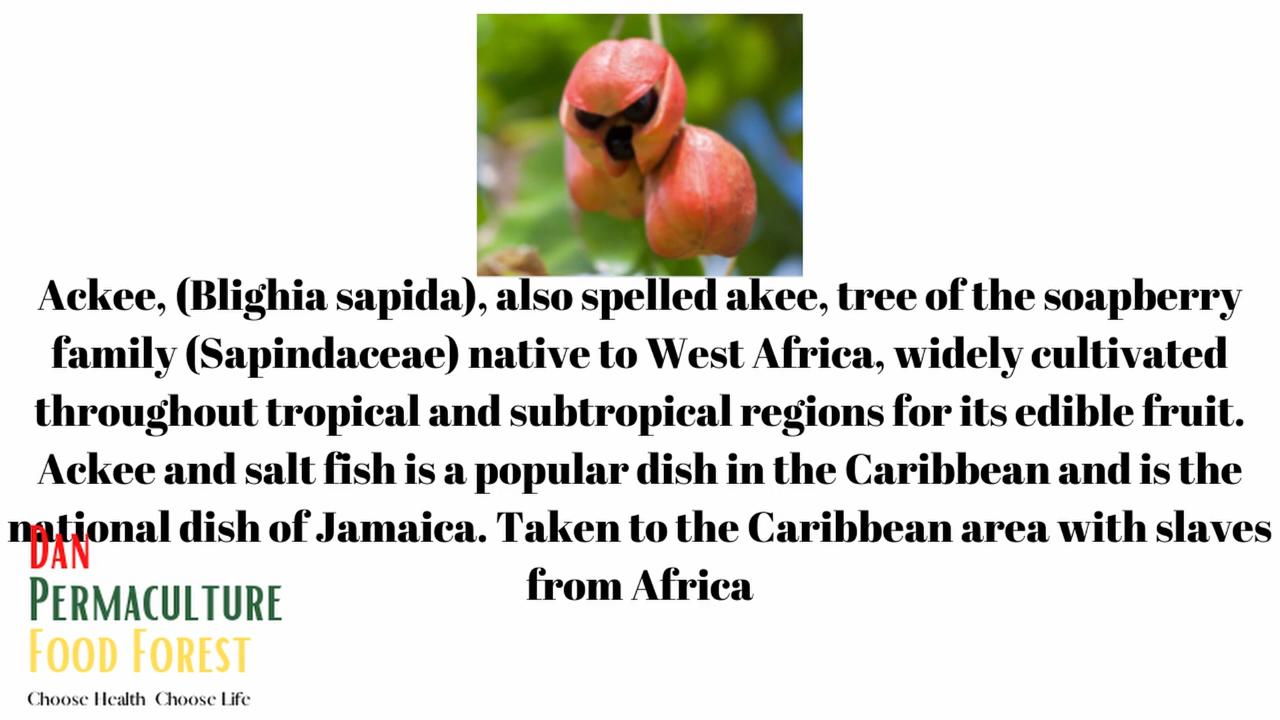 Ackee, (Blighia sapida), also spelled akee, tree of the soapberry
family (Sapindaceae) native to West Africa, widely cultivated
throughout tropical and subtropical regions for its edible fruit.
Ackee and salt fish is a popular dish in the Caribbean and is the
national dish of Jamaica. Taken to the Caribbean area with slaves
from Africa
DAN
PERMACULTURE
FOOD FOREST
Choose Health Choose Life